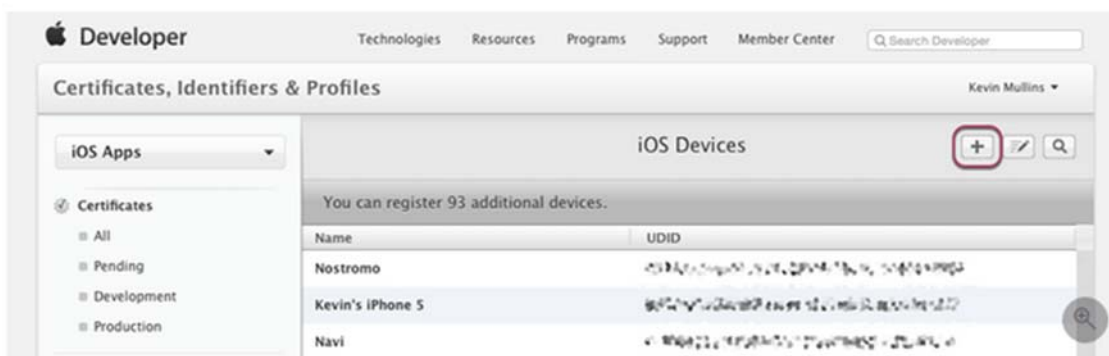 Developer
Technologies Resources Programs Support Member Center Search Developer
Certificates, Identifiers & Profiles Kevin Mullins
iOS Apps iOS Devices
Certificates You can register 93 additional devices.
All Name UDID
Pending Nostromo
Development Kevin's iPhone 5
Production Navi